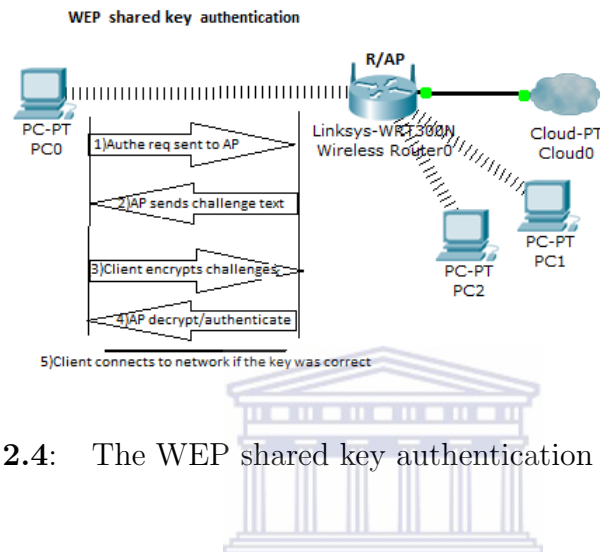 WEP shared key authentication
R/AP
PC-PT
PC0
Linksys-WRT300N
Wireless Router0
Cloud-PT
Cloud0
1)Authe req sent to AP
2)AP sends challenge text
3)Client encrypts challenges
4)AP decrypt/authenticate
PC-PT
PC1
PC-PT
PC2
5)Client connects to network if the key was correct
2.4: The WEP shared key authentication